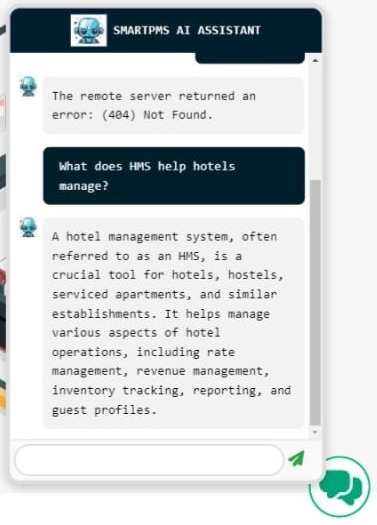 SMARTPMS AI ASSISTANT
The remote server returned an
error: (404) Not Found.
What does HMS help hotels
manage?
A hotel management system, often
referred to as an HMS, is a
crucial tool for hotels, hostels,
serviced apartments, and similar
establishments. It helps manage
various aspects of hotel
operations, including rate
management, revenue management,
inventory tracking, reporting, and
guest profiles.